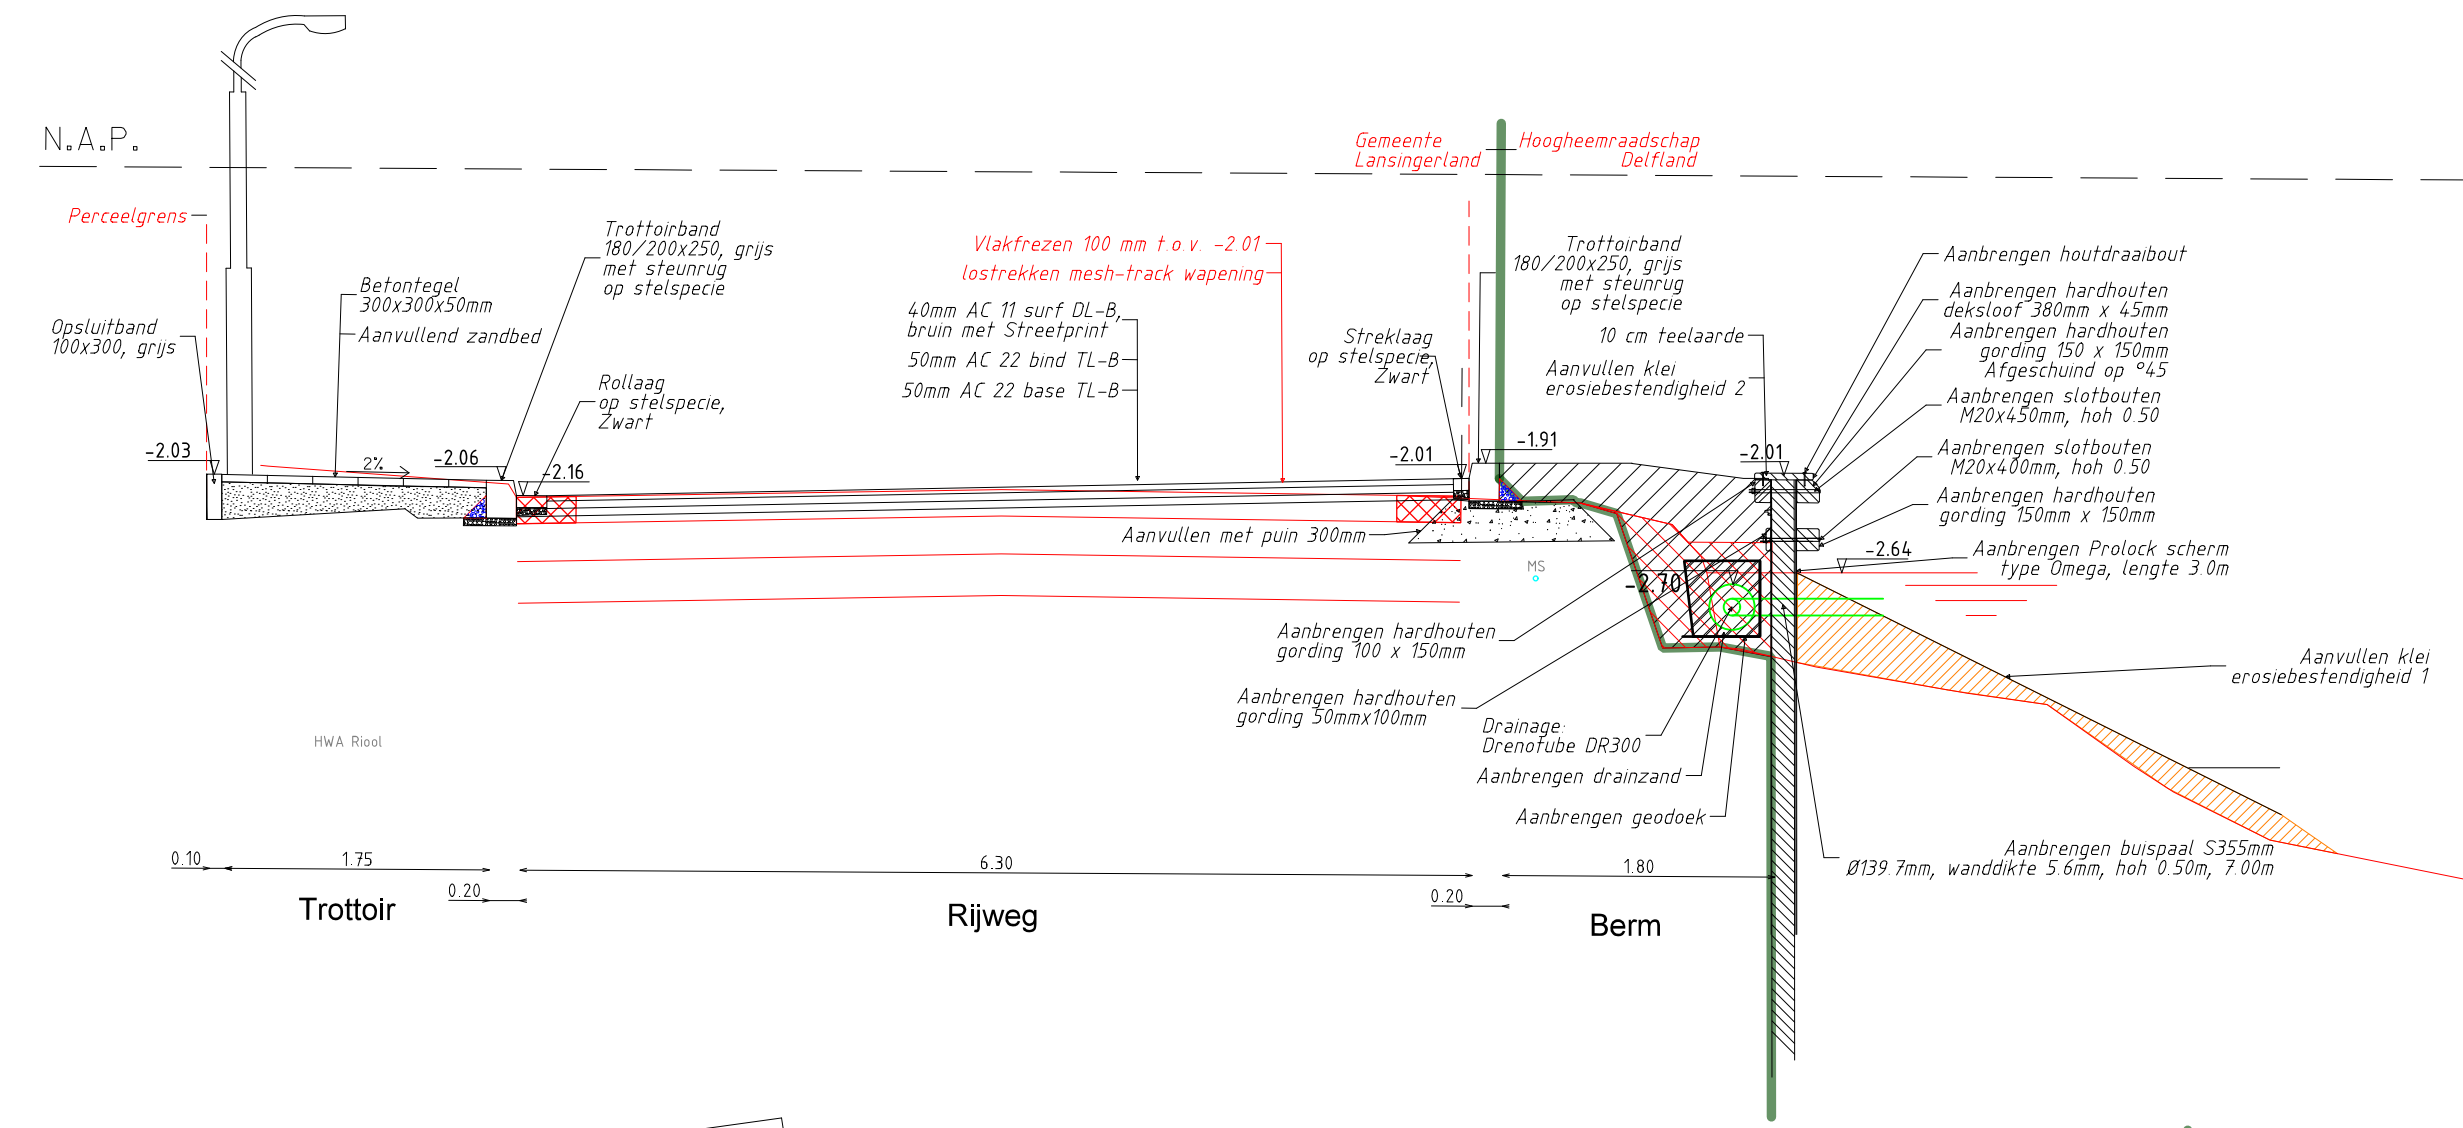 N.A.P.
Gemeente
Lansingerland
Hoogheemraadschap
Delfland
Perceelgrens
Trottoirband
180/200x250, grijs
met steunrug
op stelspecie
Vlakfrezen 100 mm t.o.v. -2.01
lostrekken mesh-track wapening
Trottoirband
180/200x250, grijs
met steunrug
op stelspecie
Aanbrengen houtdraaibout
Betontegel
300x300x50mm
Aanvullend zandbed
Opsluitband
100x300, grijs
40mm AC 11 surf DL-B,
bruin met Streetprint
50mm AC 22 bind TL-B
50mm AC 22 base TL-B
Streklaag
op stelspecie,
Zwart
10 cm teelaarde
Aanvullen klei
erosiebestendigheid 2
Aanbrengen hardhouten
deksloof 380mm x 45mm
Aanbrengen hardhouten
gording 150 x 150mm
Afgeschuind op °45
Aanbrengen slotbouten
M20x450mm, hoh 0.50
Aanbrengen slotbouten
M20x400mm, hoh 0.50
Aanbrengen hardhouten
gording 150mm x 150mm
Rollaag
op stelspecie,
Zwart
-2.03
2%
-2.06
-2.16
-2.01
-1.91
-2.01
Aanvullen met puin 300mm
MS
-2.70
-2.64
Aanbrengen Prolock scherm
type Omega, lengte 3.0m
Aanbrengen hardhouten
gording 100 x 150mm
Aanbrengen hardhouten
gording 50mmx100mm
Aanvullen klei
erosiebestendigheid 1
Drainage:
Drenotube DR300
Aanbrengen drainzand
Aanbrengen geodoek
HWA Riool
Aanbrengen buispaal S355mm
Ø139.7mm, wanddikte 5.6mm, hoh 0.50m, 7.00m
0.10
1.75
0.20
6.30
0.20
1.80
Trottoir
Rijweg
Berm